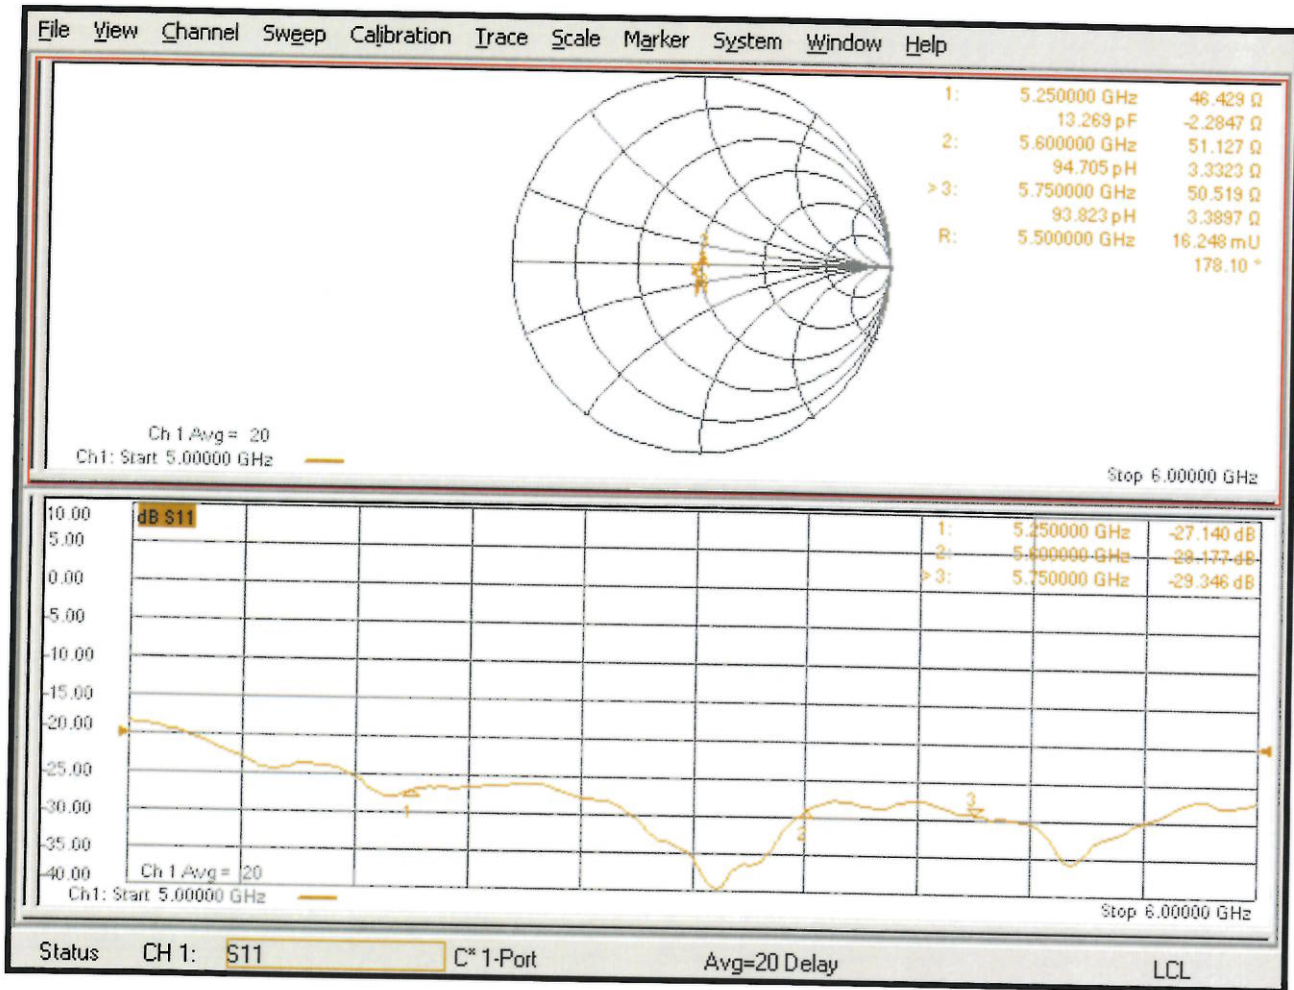 File View Channel Sweep Calibration Trace Scale Marker System Window Help
1: 5.250000 GHz 46.429 Ω
13.269 pF -2.2847 Ω
2: 5.600000 GHz 51.127 Ω
94.705 pH 3.3323 Ω
> 3: 5.750000 GHz 50.519 Ω
93.823 pH 3.3897 Ω
R: 5.500000 GHz 16.248 mU
178.10 °
Ch 1 Avg = 20
Ch1: Start 5.00000 GHz
Stop 6.00000 GHz
10.00 dB S11
5.00
0.00
-5.00
-10.00
-15.00
-20.00
-25.00
-30.00
-35.00
-40.00
1: 5.250000 GHz -27.140 dB
2: 5.600000 GHz -28.177 dB
> 3: 5.750000 GHz -29.346 dB
1
2
3
Ch 1 Avg = 20
Ch1: Start 5.00000 GHz
Stop 6.00000 GHz
Status CH 1: S11 C* 1-Port Avg=20 Delay LCL